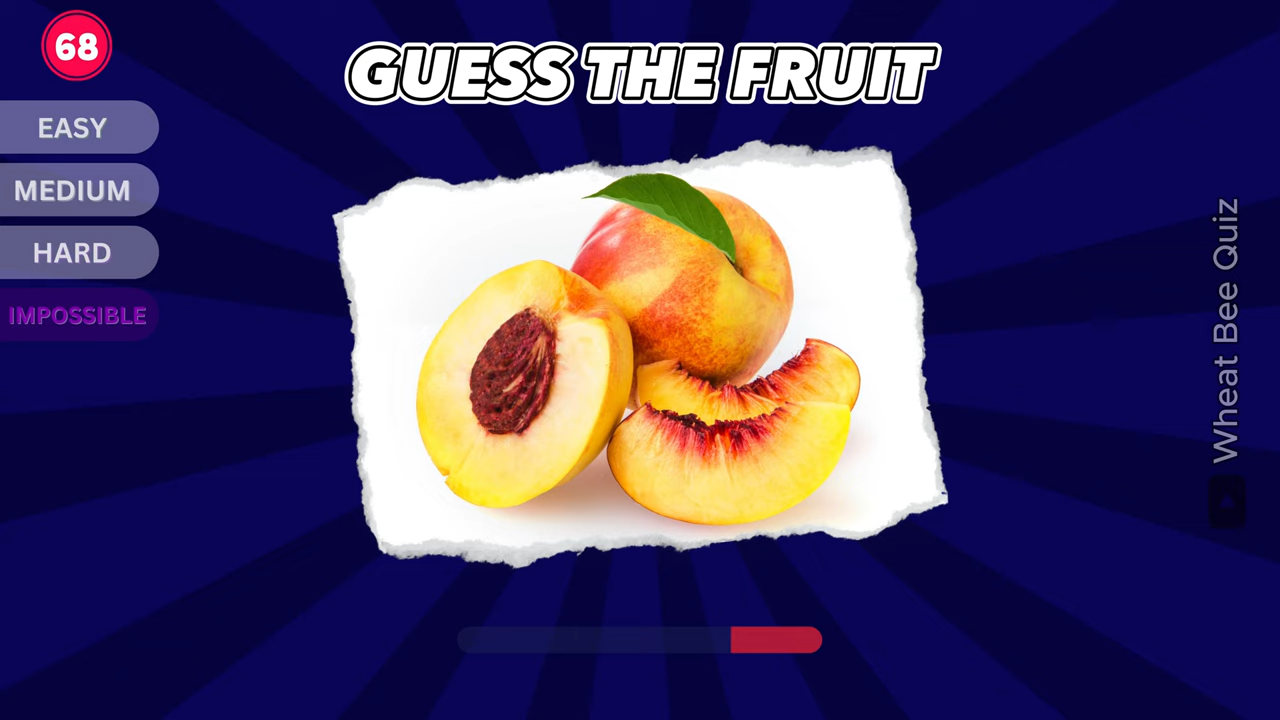 68
GUESS THE FRUIT
EASY
MEDIUM
HARD
IMPOSSIBLE
Wheat Bee Quiz